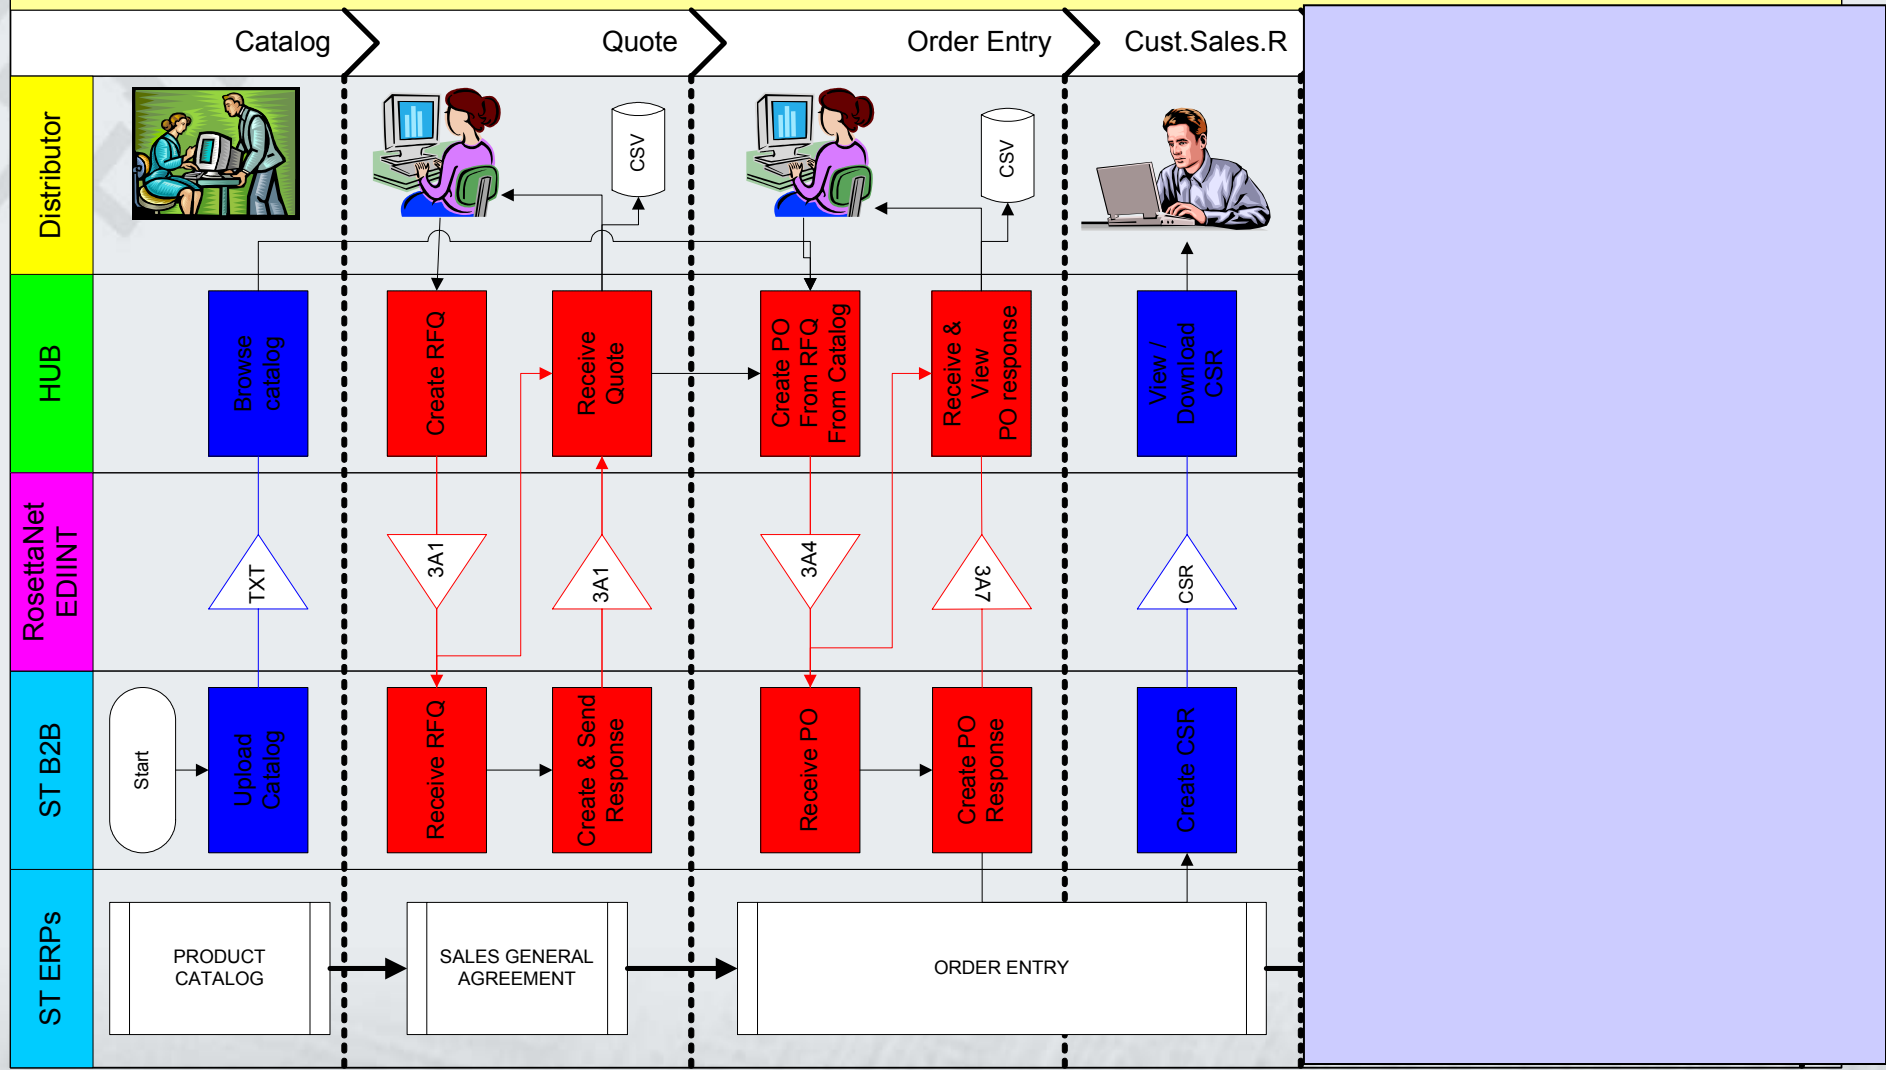 Catalog
Quote
Order Entry
Cust.Sales.R
Distributor
CSV
CSV
HUB
Browse
catalog
Create RFQ
Receive
Quote
Create PO
From RFQ
From Catalog
Receive &
View
PO response
View /
Download
CSR
RosettaNet
EDIINT
TXT
3A1
3A1
3A4
3A7
CSR
ST B2B
Start
Upload
Catalog
Receive RFQ
Create & Send
Response
Receive PO
Create PO
Response
Create CSR
ST ERPs
PRODUCT
CATALOG
SALES GENERAL
AGREEMENT
ORDER ENTRY